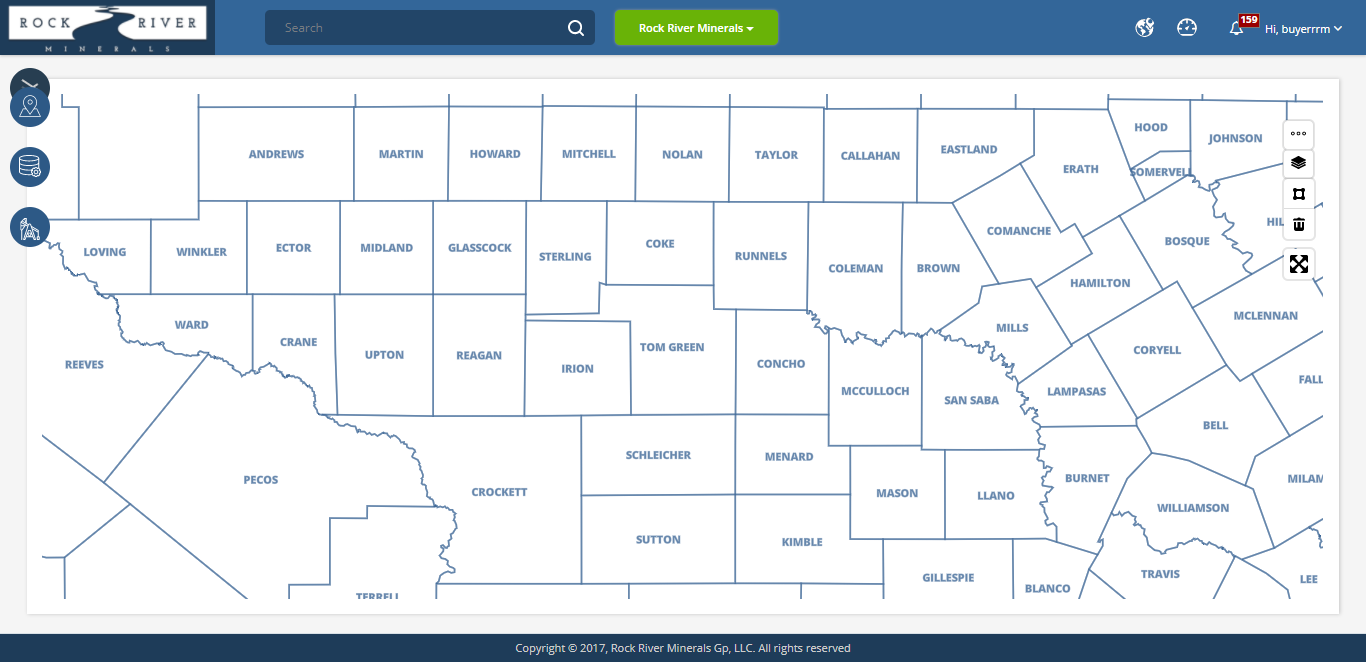 ROCK RIVER
MINERALS
Search
Rock River Minerals
159
Hi, buyerrrm
HOOD
JOHNSON
ANDREWS
MARTIN
HOWARD
MITCHELL
NOLAN
TAYLOR
CALLAHAN
EASTLAND
ERATH
SOMERVELL
LOVING
WINKLER
ECTOR
MIDLAND
GLASSCOCK
STERLING
COKE
RUNNELS
COLEMAN
BROWN
COMANCHE
BOSQUE
HIL
HAMILTON
WARD
CRANE
UPTON
REAGAN
IRION
TOM GREEN
CONCHO
MILLS
MCLENNAN
CORYELL
REEVES
MCCULLOCH
SAN SABA
LAMPASAS
FALL
BELL
PECOS
CROCKETT
SCHLEICHER
MENARD
MASON
LLANO
BURNET
MILAM
WILLIAMSON
SUTTON
KIMBLE
GILLESPIE
BLANCO
TRAVIS
LEE
TERRELL
Copyright © 2017, Rock River Minerals Gp, LLC. All rights reserved